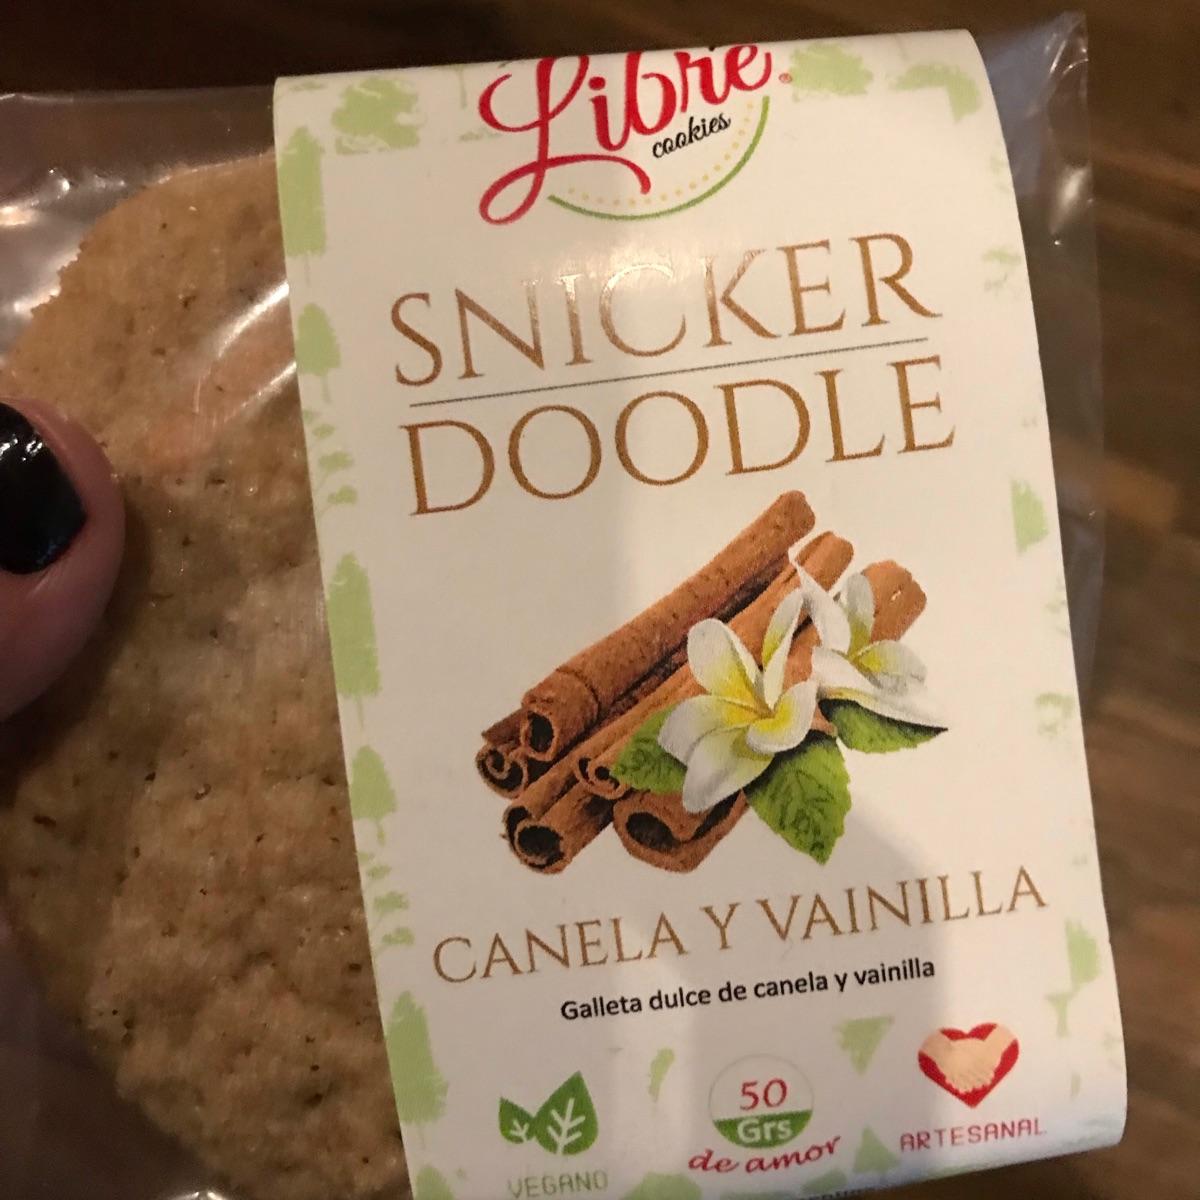 Libre®
cookies
SNICKER
DOODLE
CANELA Y VAINILLA
Galleta dulce de canela y vainilla
VEGANO
50
Grs
de amor
ARTESANAL